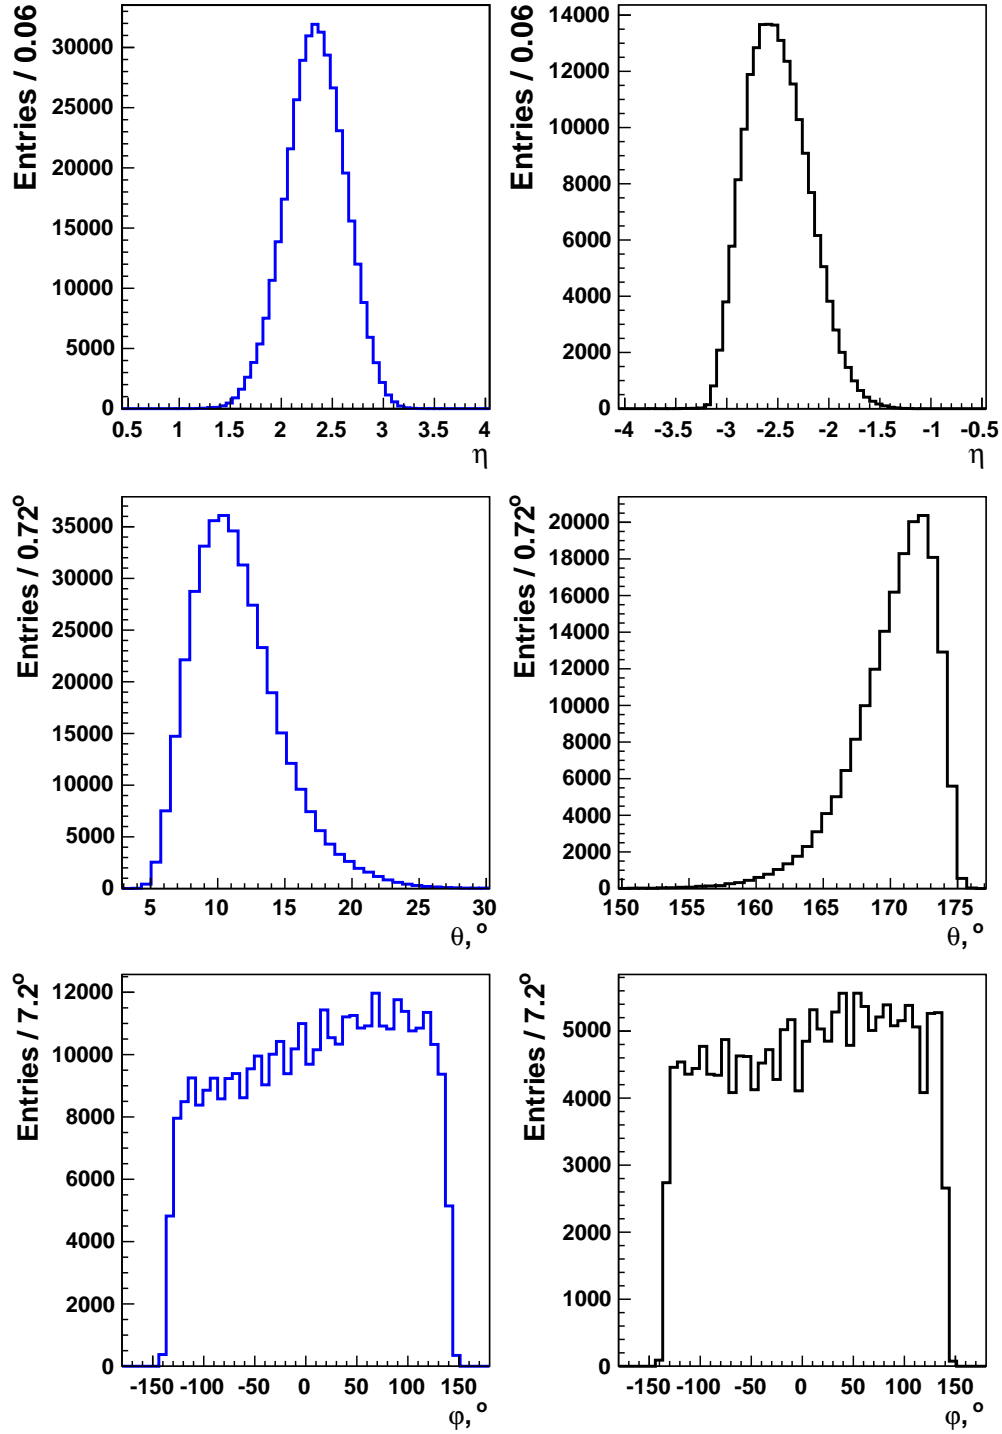 Entries / 0.06
30000
25000
20000
15000
10000
5000
0
0.5 1 1.5 2 2.5 3 3.5 4
η
Entries / 0.06
14000
12000
10000
8000
6000
4000
2000
0
-4 -3.5 -3 -2.5 -2 -1.5 -1 -0.5
η
Entries / 0.72°
35000
30000
25000
20000
15000
10000
5000
0
5 10 15 20 25 30
θ, °
Entries / 0.72°
20000
18000
16000
14000
12000
10000
8000
6000
4000
2000
0
150 155 160 165 170 175
θ, °
Entries / 7.2°
12000
10000
8000
6000
4000
2000
0
-150 -100 -50 0 50 100 150
φ, °
Entries / 7.2°
5000
4000
3000
2000
1000
0
-150 -100 -50 0 50 100 150
φ, °